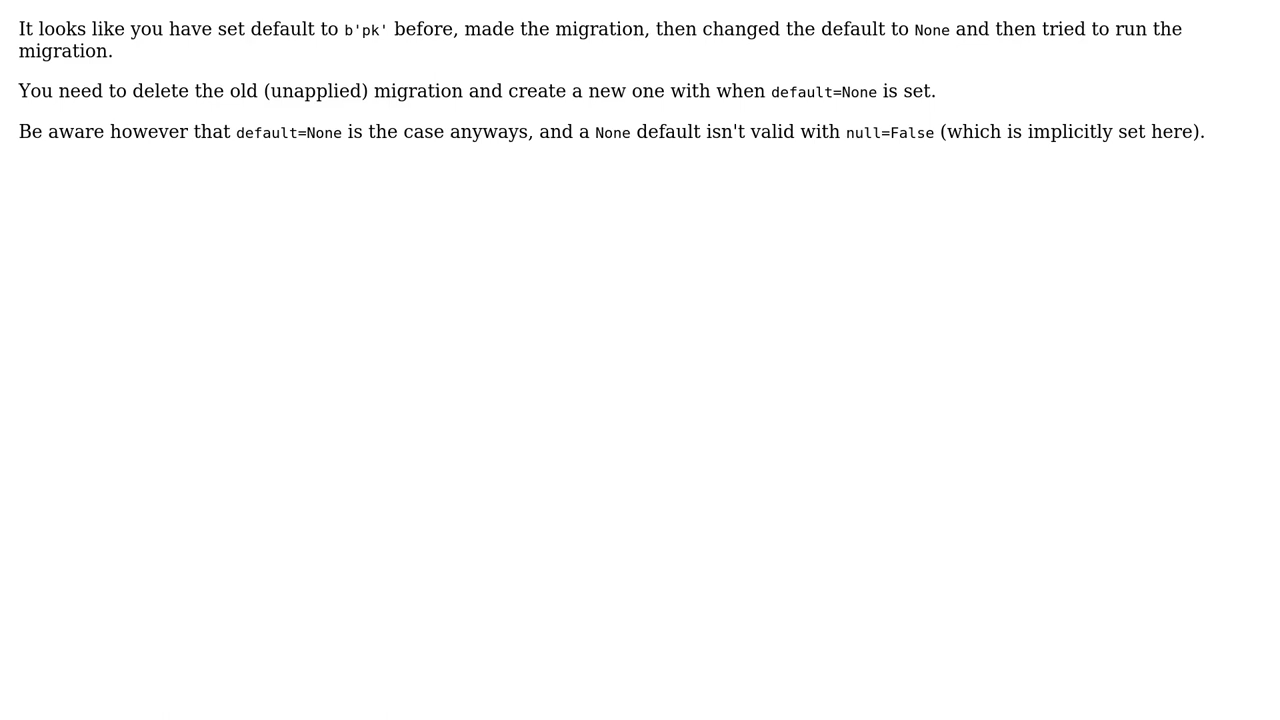 It looks like you have set default to b'pk' before, made the migration, then changed the default to None and then tried to run the
migration.
You need to delete the old (unapplied) migration and create a new one with when default=None is set.
Be aware however that default=None is the case anyways, and a None default isn't valid with null=False (which is implicitly set here).